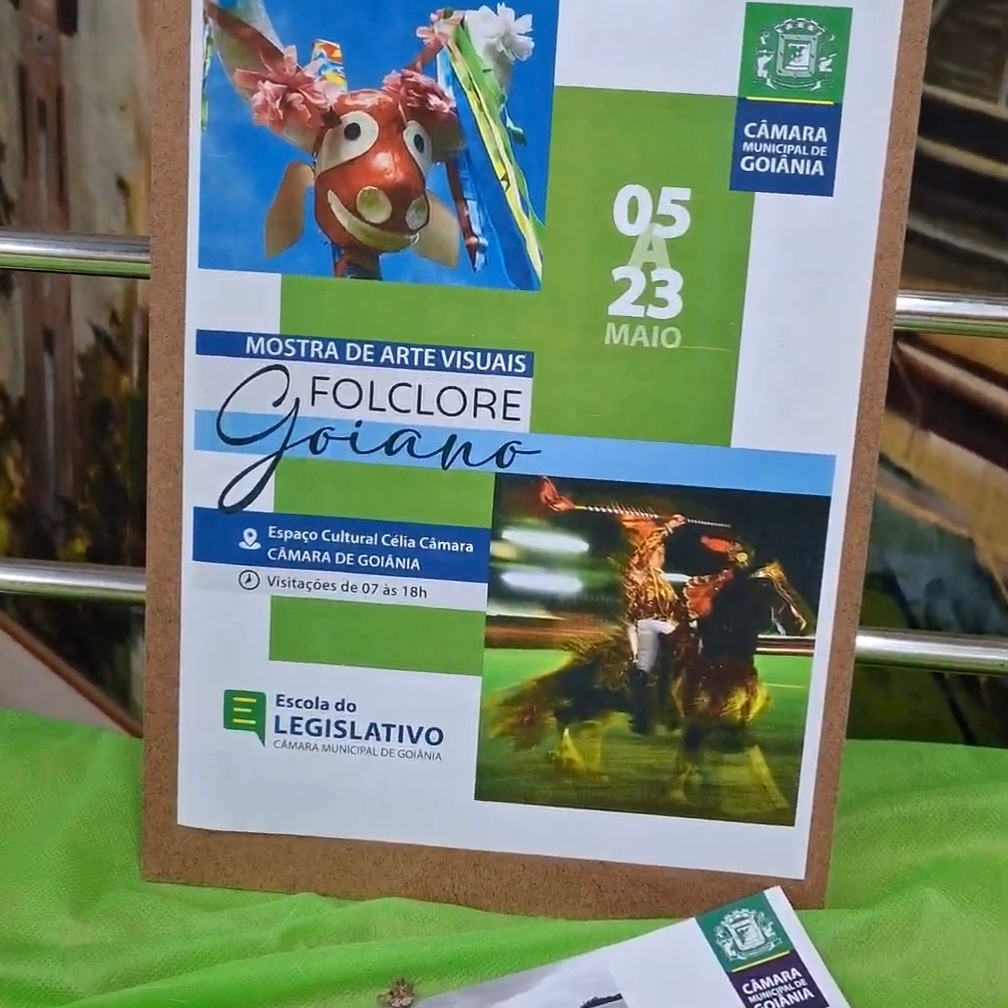 CÂMARA
MUNICIPAL DE
GOIÂNIA
05
A
23
MAIO
MOSTRA DE ARTE VISUAIS
FOLCLORE
Goiano
Espaço Cultural Célia Câmara
CÂMARA DE GOIÂNIA
Visitações de 07 às 18h
Escola do
LEGISLATIVO
CÂMARA MUNICIPAL DE GOIÂNIA
CÂMARA
MUNICIPAL DE
GOIÂNIA